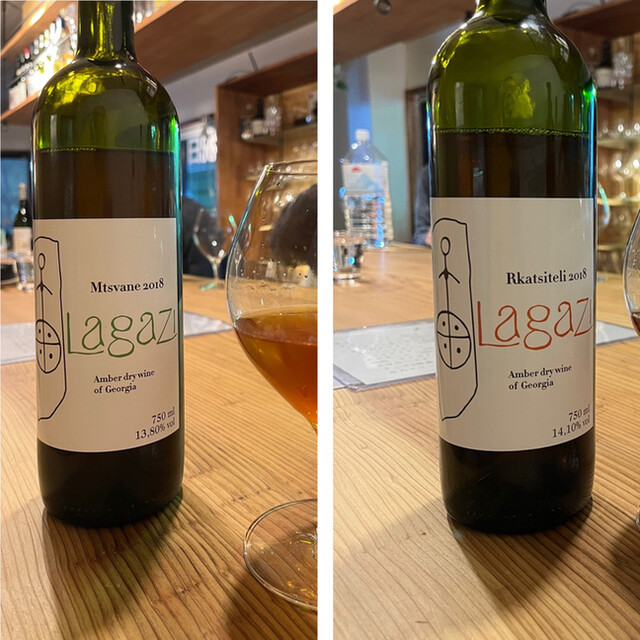 Mtsvane 2018
Lagazi
Amber dry wine
of Georgia
750 ml
13,80% vol
Rkatsiteli 2018
Lagazi
Amber dry wine
of Georgia
750 ml
14,10% vol